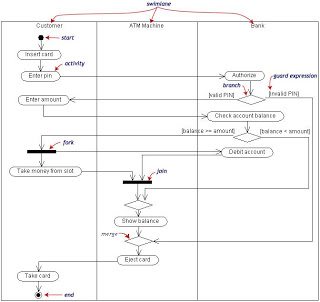 swimlane
Customer
ATM Machine
Bank
start
Insert card
activity
guard expression
Enter pin
Authorize
branch
[valid PIN]
[invalid PIN]
Enter amount
Check account balance
[balance >= amount]
[balance < amount]
fork
Debit account
Take money from slot
join
Show balance
merge
Eject card
Take card
end